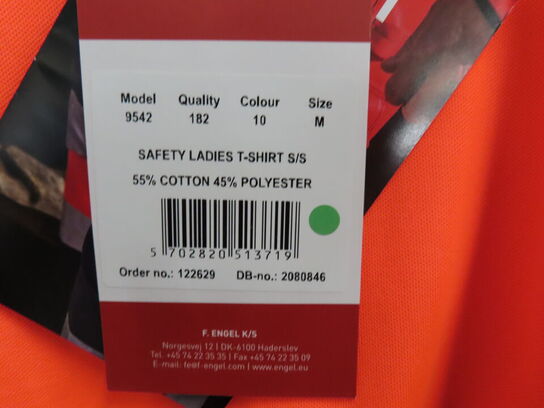 Model Quality Colour Size
9542 182 10 M
SAFETY LADIES T-SHIRT S/S
55% COTTON 45% POLYESTER
5 702820 513719
Order no.: 122629 DB-no.: 2080846
F. ENGEL K/S
Norgesvej 12 | DK-6100 Haderslev
Tel. +45 74 22 35 35 | Fax +45 74 22 35 09
E-mail: fe@f-engel.com | www.engel.eu